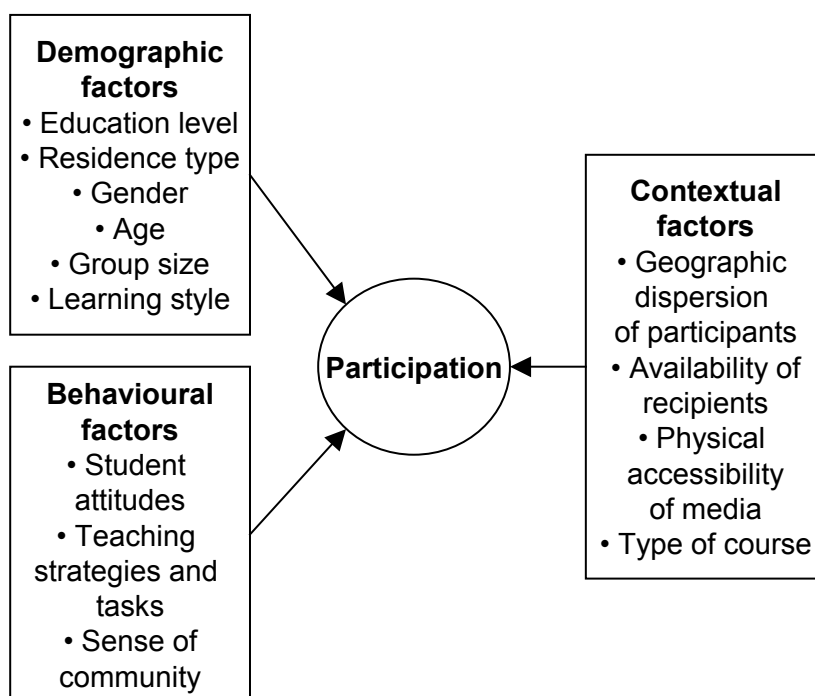 Demographic
factors
• Education level
• Residence type
• Gender
• Age
• Group size
• Learning style
Behavioural
factors
• Student
attitudes
• Teaching
strategies and
tasks
• Sense of
community
Participation
Contextual
factors
• Geographic
dispersion
of participants
• Availability of
recipients
• Physical
accessibility
of media
• Type of course